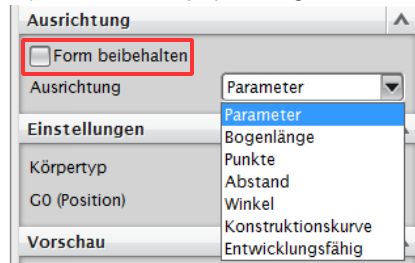 Ausrichtung
Form beibehalten
Ausrichtung Parameter
Parameter
Einstellungen
Bogenlänge
Punkte
Körpertyp
Abstand
Winkel
G0 (Position)
Konstruktionskurve
Vorschau
Entwicklungsfähig